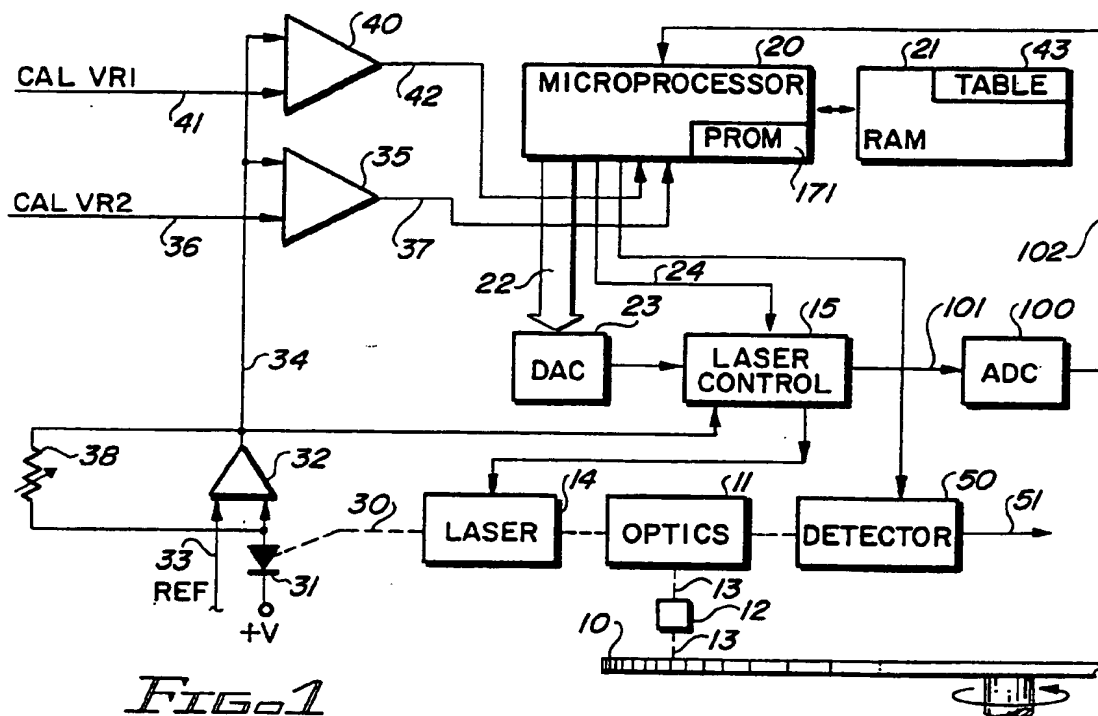 40
20
21
43
CAL VR1
42
MICROPROCESSOR
TABLE
41
PROM
RAM
35
171
CAL VR2
37
36
102
22
24
23
15
101
100
34
DAC
LASER CONTROL
ADC
38
32
14
11
50
30
51
LASER
OPTICS
DETECTOR
33
31
13
REF
12
+V
10
13
FIG. 1